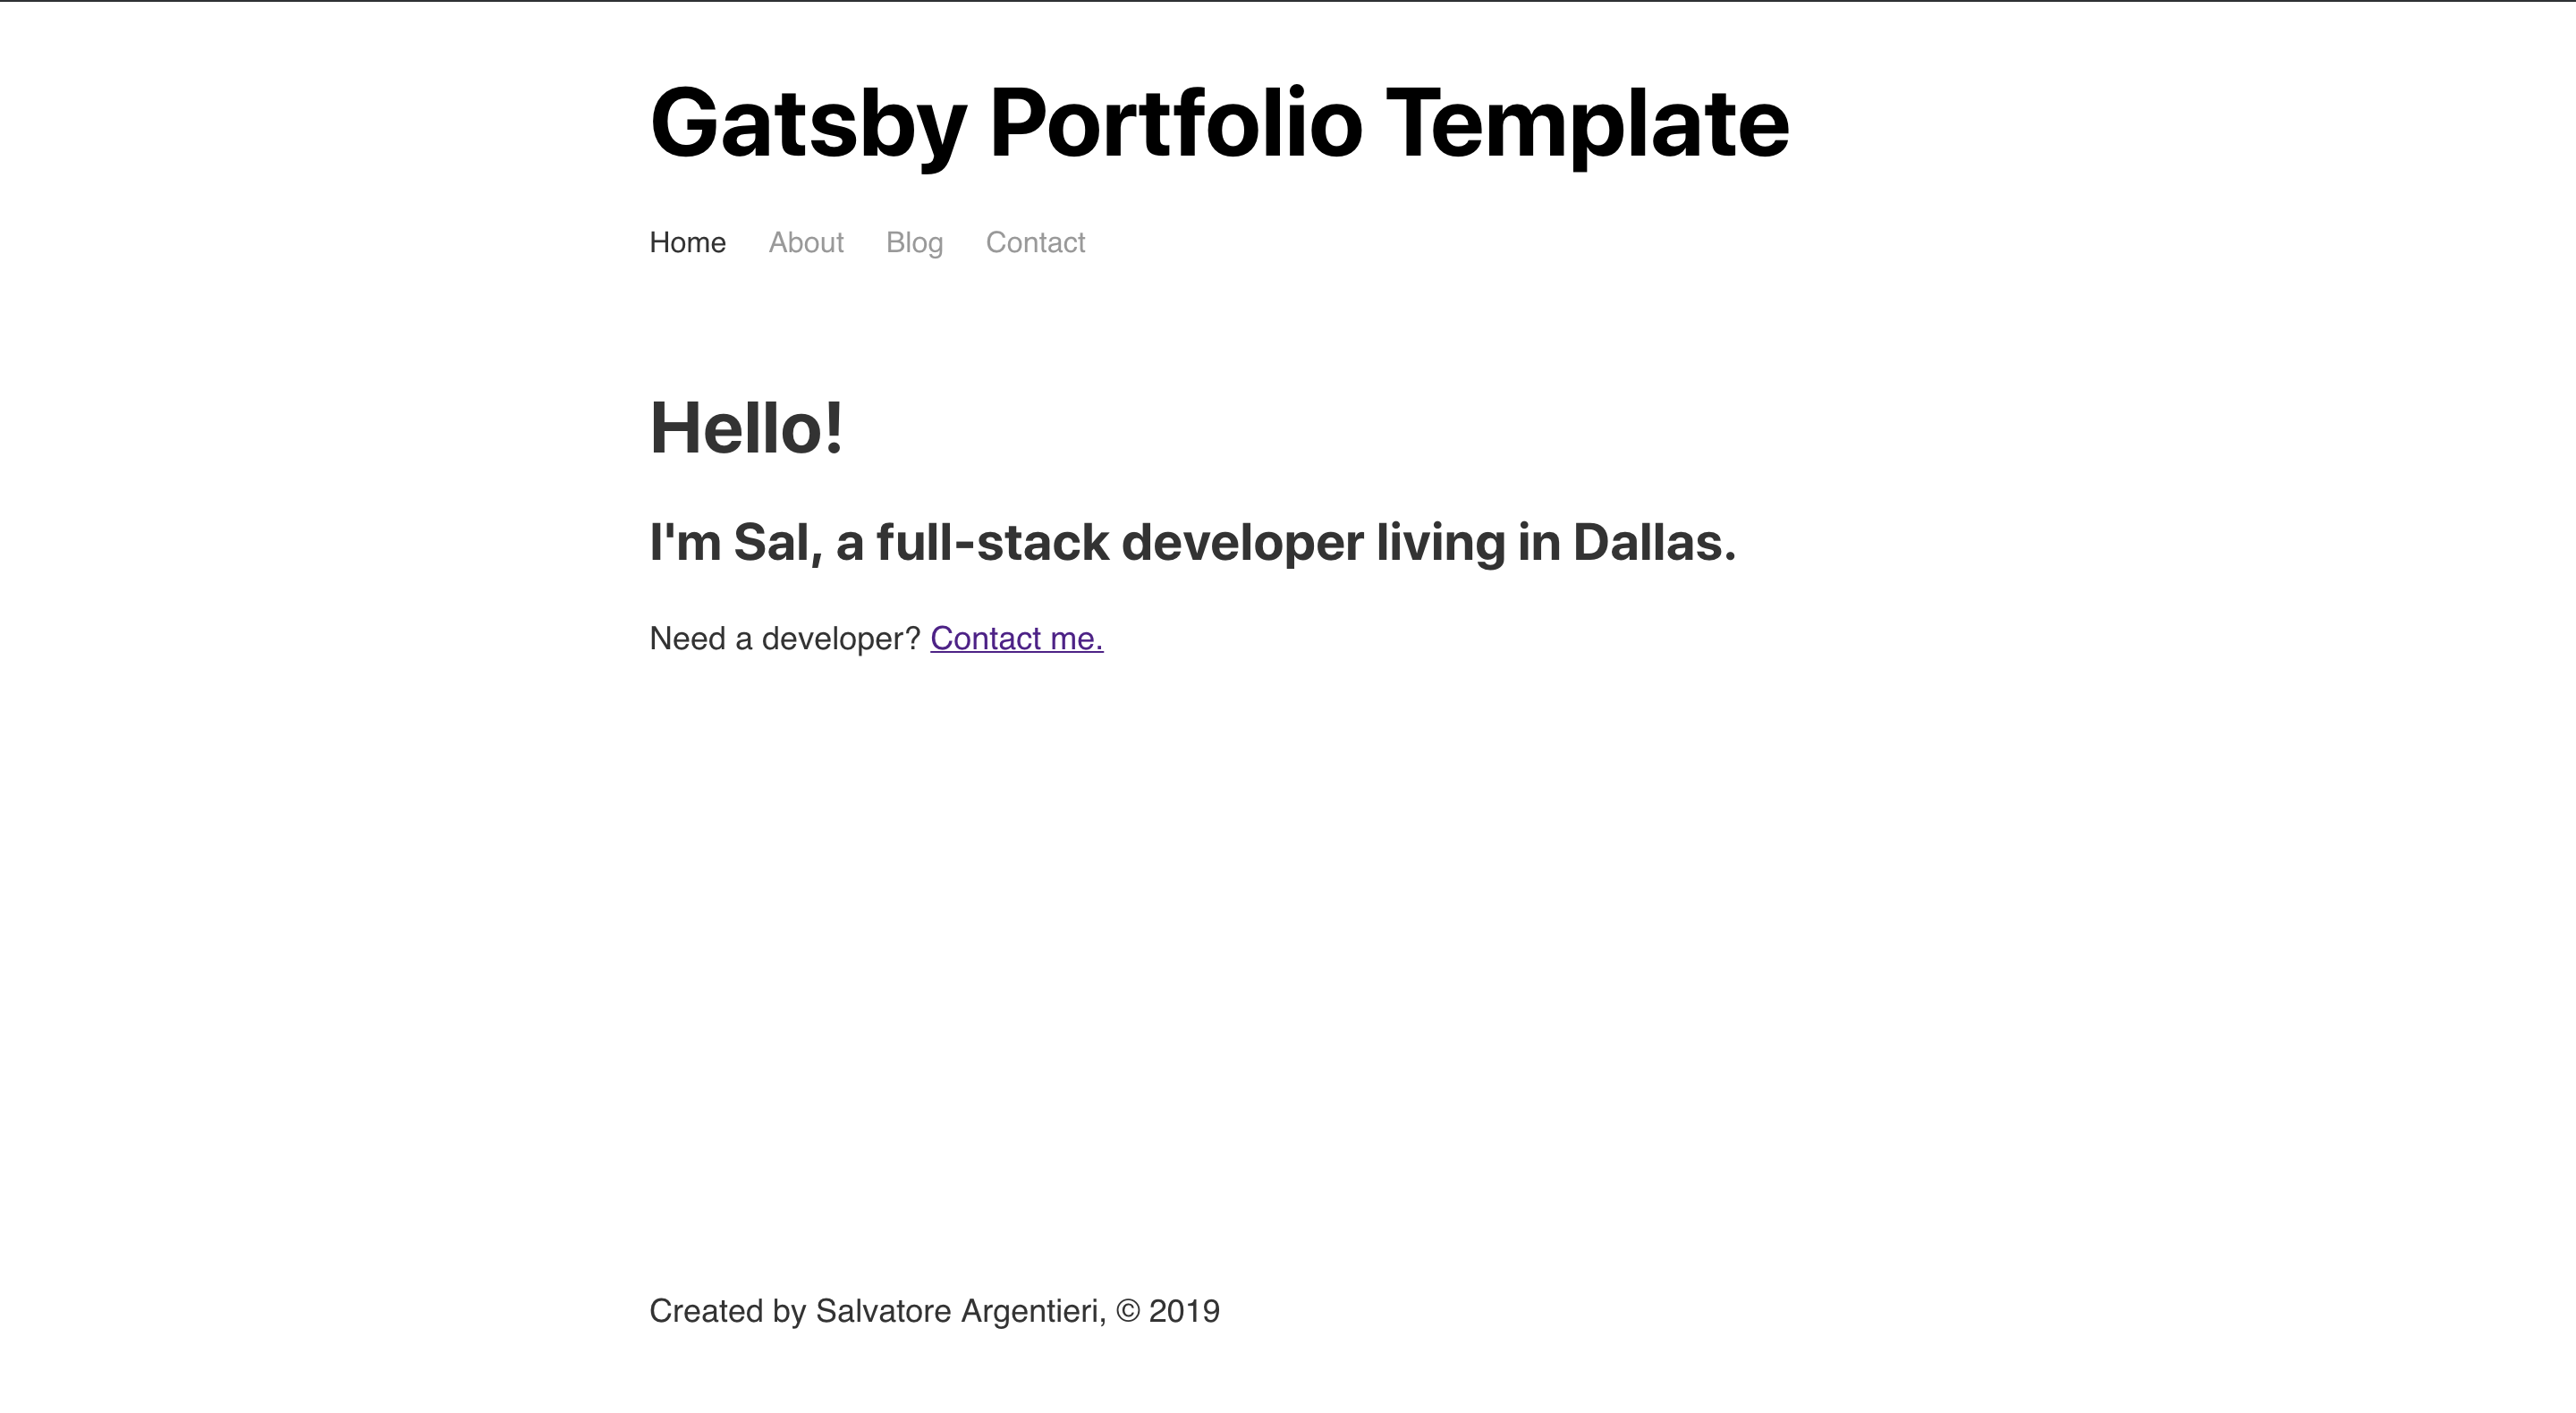 Gatsby Portfolio Template
Home About Blog Contact
Hello!
I'm Sal, a full-stack developer living in Dallas.
Need a developer? Contact me.
Created by Salvatore Argentieri, © 2019